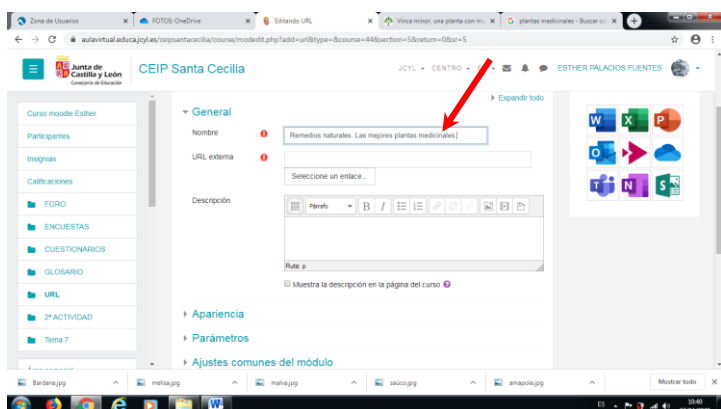 Zona de Usuarios
FOTOS: OneDrive
Editando URL
Vinca minor, una planta con mu
plantas medicinales - Buscar co
aulavirtual.educa.jcyl.es/ceipsantacecilia/course/modedit.php?add=url&type=&course=44&section=5&return=0&sr=5
Junta de
Castilla y León
Consejería de Educación
CEIP Santa Cecilia
JCYL
CENTRO
ESTHER PALACIOS FUENTES
Expandir todo
Curso moodle Esther
Participantes
Insignias
Calificaciones
FORO
ENCUESTAS
CUESTIONARIOS
GLOSARIO
URL
2ª ACTIVIDAD
Tema 7
General
Nombre
Remedios naturales. Las mejores plantas medicinales.
URL externa
Seleccione un enlace...
Descripción
Párrafo
B I
Ruta: p
Muestra la descripción en la página del curso
Apariencia
Parámetros
Ajustes comunes del módulo
Bardana.jpg
melisa.jpg
malva.jpg
saúco.jpg
amapola.jpg
Mostrar todo
ES
10:40